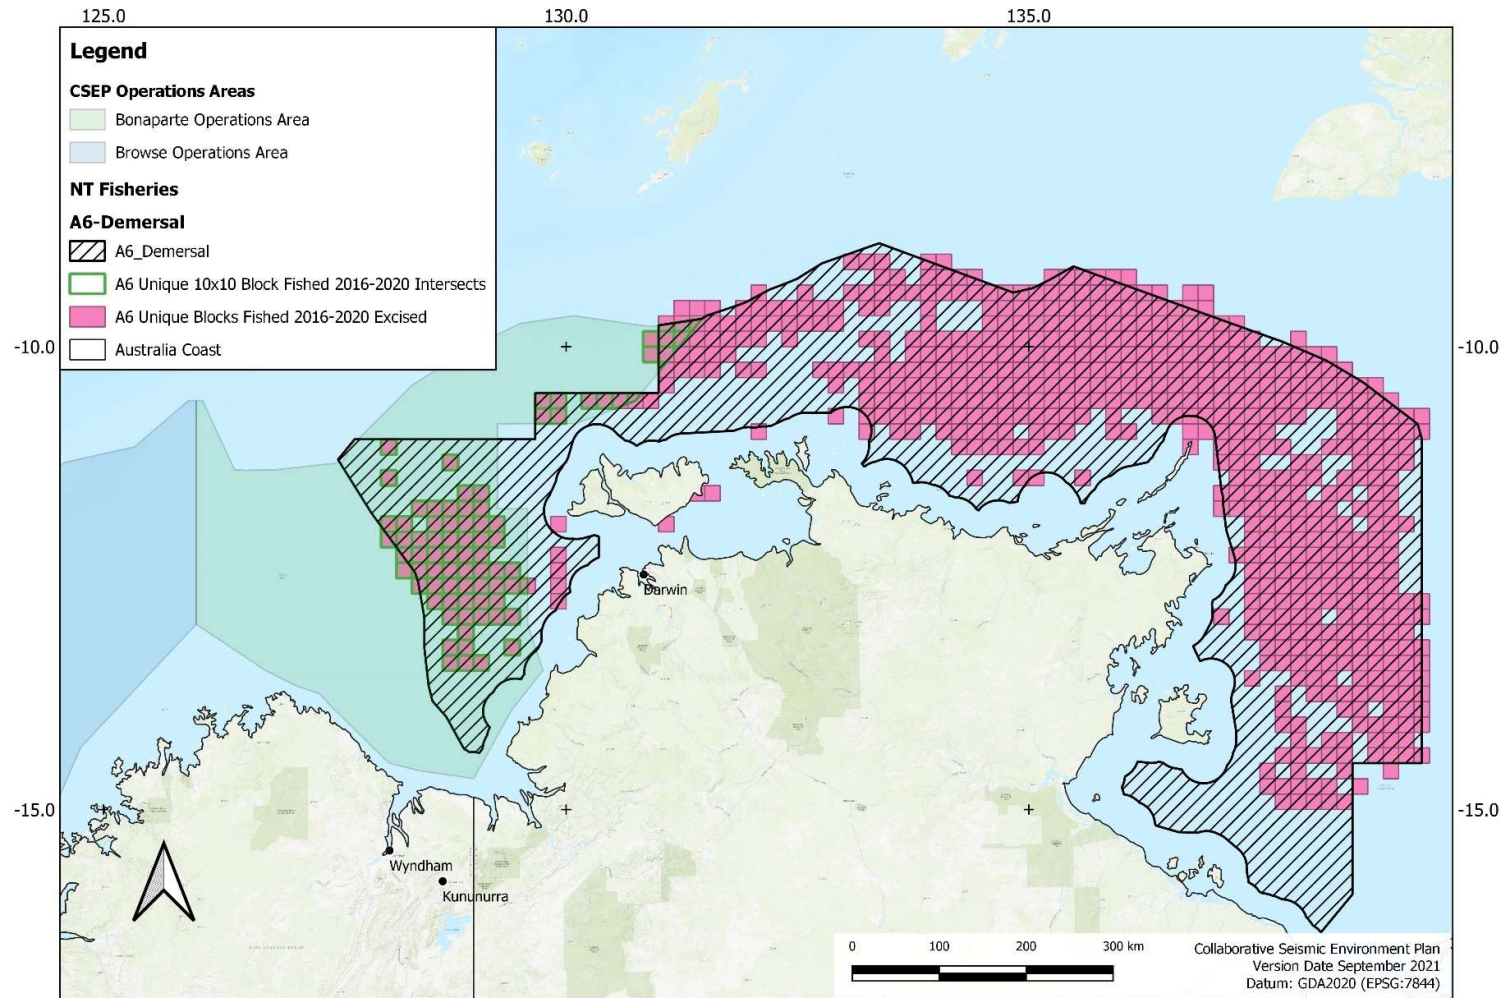 125.0
130.0
135.0
Legend
CSEP Operations Areas
Bonaparte Operations Area
Browse Operations Area
NT Fisheries
A6-Demersal
A6_Demersal
A6 Unique 10x10 Block Fished 2016-2020 Intersects
A6 Unique Blocks Fished 2016-2020 Excised
Australia Coast
-10.0
-10.0
Darwin
-15.0
-15.0
Wyndham
Kununurra
0 100 200 300 km
Collaborative Seismic Environment Plan
Version Date September 2021
Datum: GDA2020 (EPSG:7844)